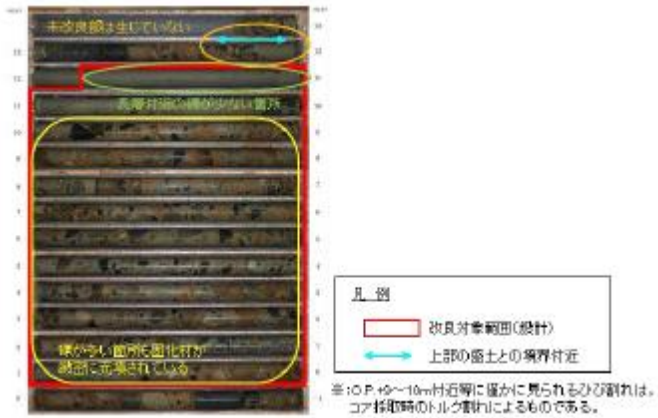 未改良部は生じていない
表層付近の礫が少ない箇所
礫が多い箇所も固化材が
緻密に充填されている
凡 例
改良対象範囲(設計)
上部の盛土との境界付近
※:O.P.+9~10m付近等に僅かに見られるひび割れは、
コア採取時のトルク割れによるものである。